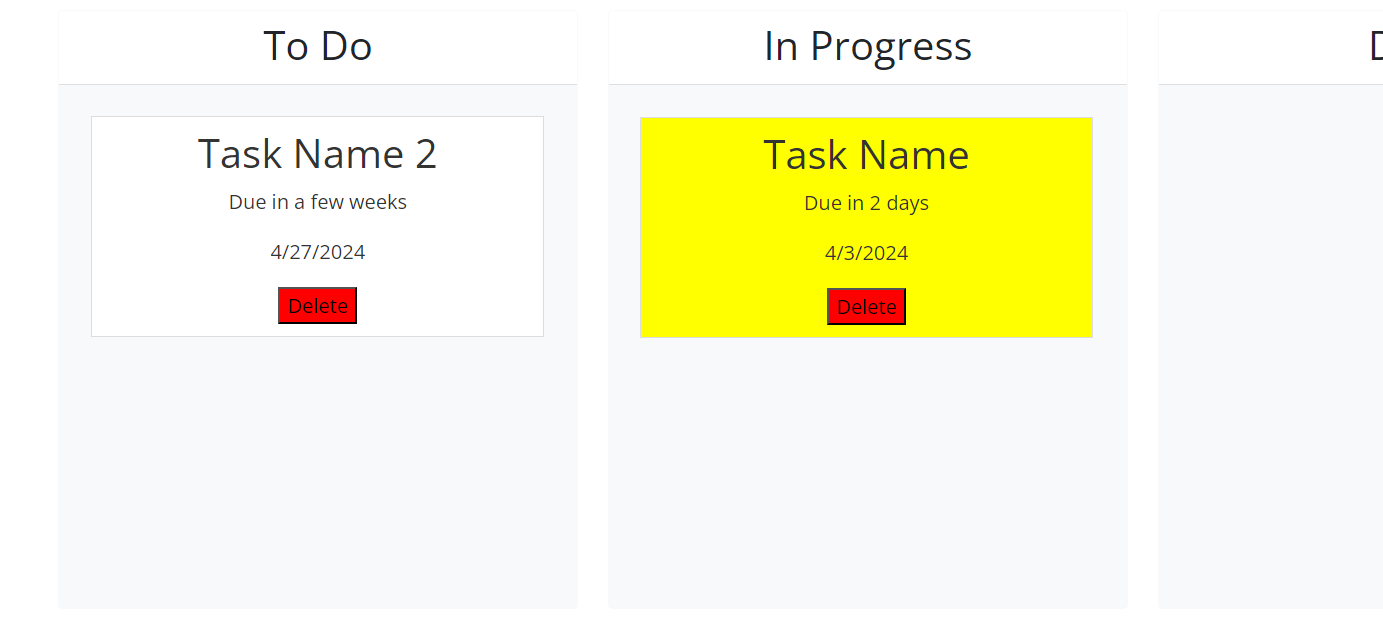 To Do
Task Name 2
Due in a few weeks
4/27/2024
Delete
In Progress
Task Name
Due in 2 days
4/3/2024
Delete